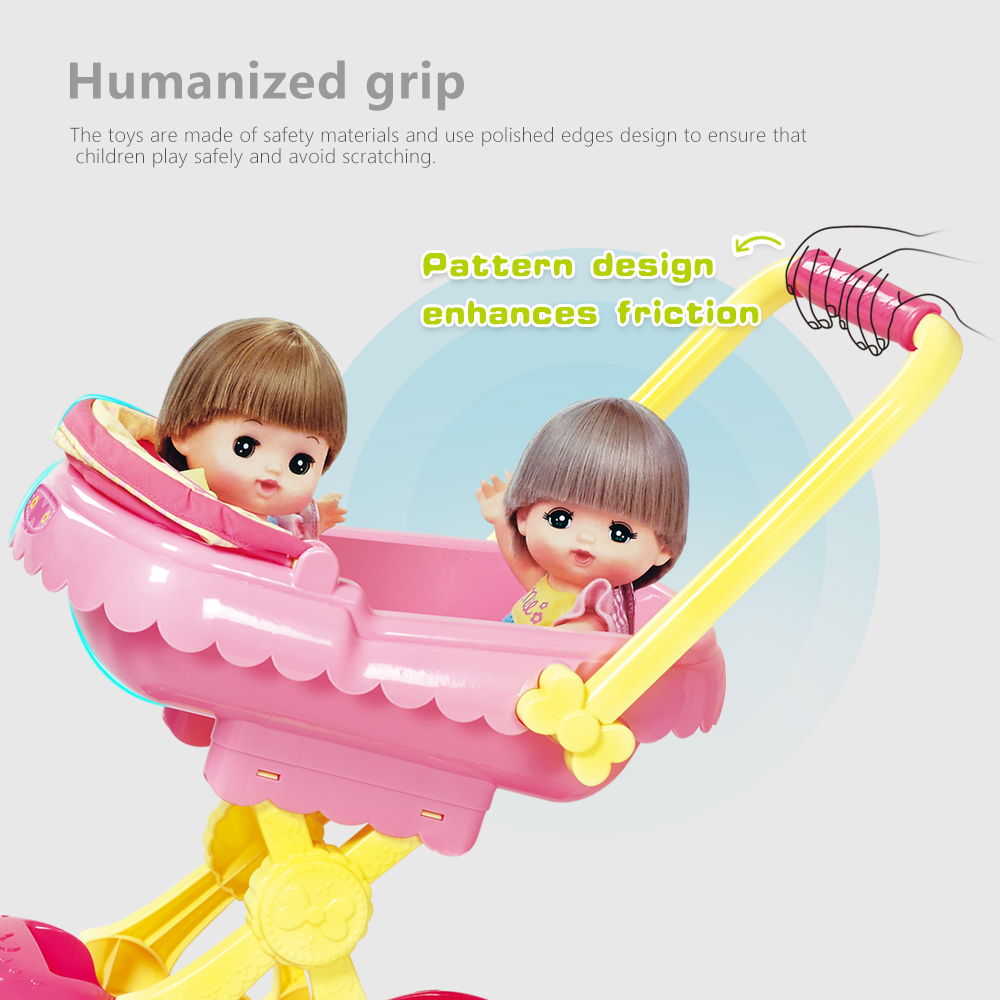 Humanized grip
The toys are made of safety materials and use polished edges design to ensure that
children play safely and avoid scratching.
Pattern design
enhances friction